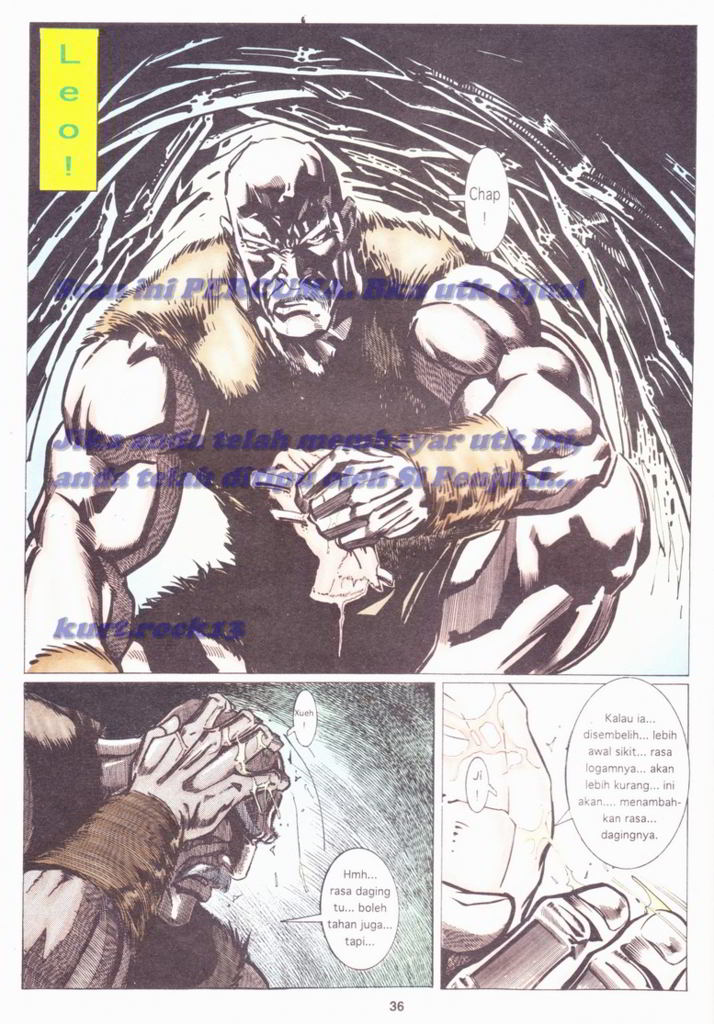 Leo!
Chap
!
Scan ini PERCUMA. Bkn utk dijual
Jika anda telah membayar utk ini,
anda telah ditipu oleh Si Penjual...
kurt.rock13
Xueh
!
Hmh...
rasa daging
tu... boleh
tahan juga...
tapi...
Ji
!
Kalau ia...
disembelih... lebih
awal sikit... rasa
logamnya... akan
lebih kurang... ini
akan.... menambah-
kan rasa...
dagingnya.
36